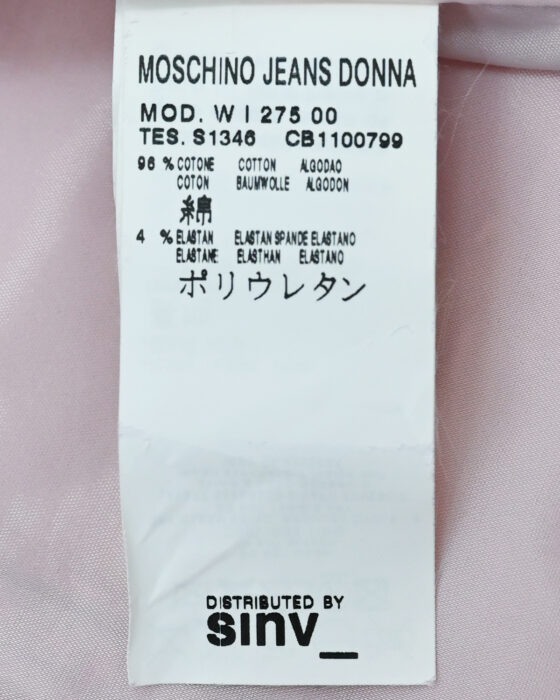 MOSCHINO JEANS DONNA
MOD. W I 275 00
TES. S1346 CB1100799
96 % COTONE COTTON ALGODAO
COTON BAUMWOLLE ALGODON
綿
4 % ELASTAN ELASTAN SPANDE ELASTANO
ELASTANE ELASTHAN ELASTANO
ポリウレタン
DISTRIBUTED BY
sinv_